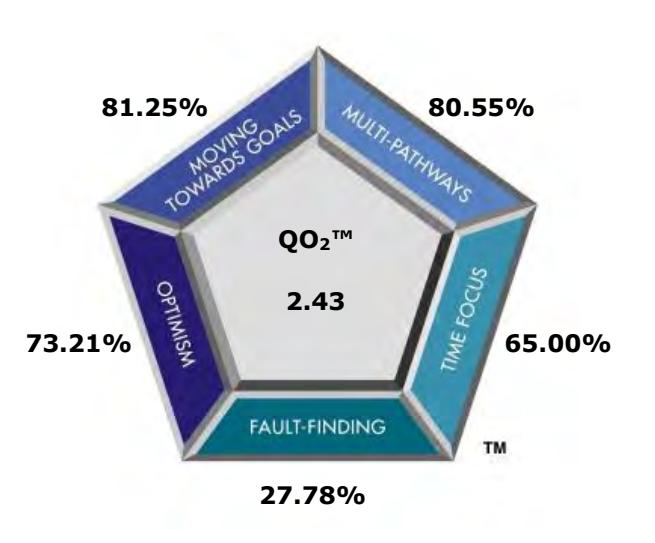 81.25%
80.55%
MOVING
TOWARDS GOALS
MULTI-PATHWAYS
QO₂™
2.43
OPTIMISM
TIME FOCUS
73.21%
65.00%
FAULT-FINDING
TM
27.78%